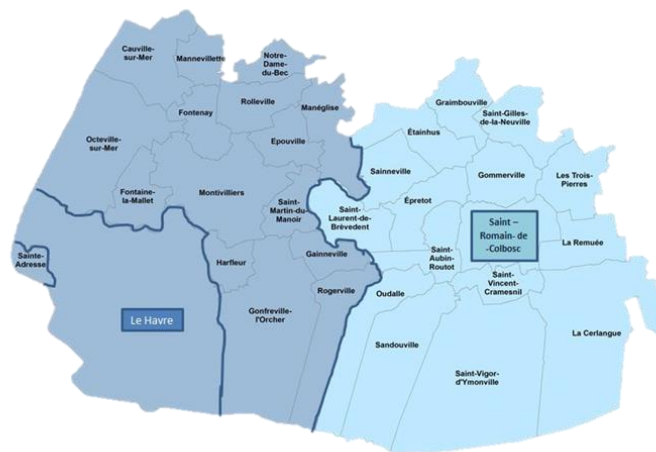 Cauville-
sur-Mer
Mannevillette
Notre-
Dame-
du-Bec
Rolleville
Manéglise
Fontenay
Octeville-
sur-Mer
Epouville
Fontaine-
la-Mallet
Montivilliers
Saint-
Martin-du-
Manoir
Sainte-
Adresse
Harfleur
Gainneville
Rogerville
Gonfreville-
l'Orcher
Le Havre
Graimbouville
Saint-Gilles-
de-la-Neuville
Étainhus
Sainneville
Gommerville
Les Trois-
Pierres
Épretot
Saint-
Laurent-de-
Brèvedent
Saint –
Romain- de
-Colbosc
La Remuée
Saint-
Aubin-
Routot
Saint-
Vincent-
Cramesnil
Oudalle
Sandouville
La Cerlangue
Saint-Vigor-
d'Ymonville